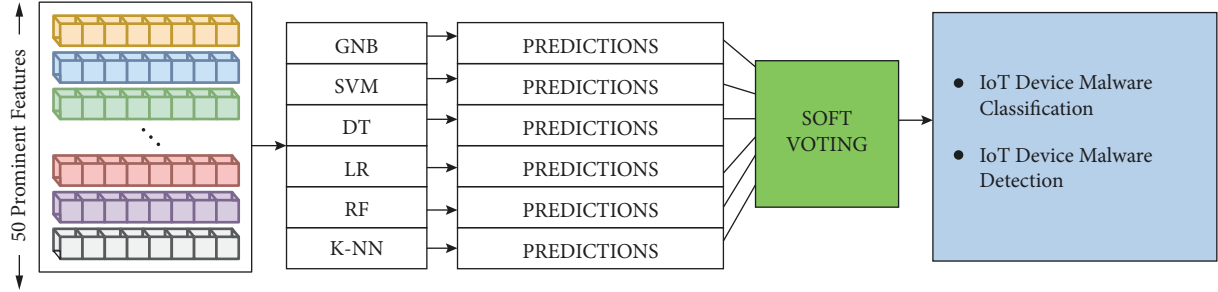 50 Prominent Features
GNB
PREDICTIONS
SVM
PREDICTIONS
DT
PREDICTIONS
LR
PREDICTIONS
RF
PREDICTIONS
K-NN
PREDICTIONS
SOFT
VOTING
● IoT Device Malware
Classification
● IoT Device Malware
Detection